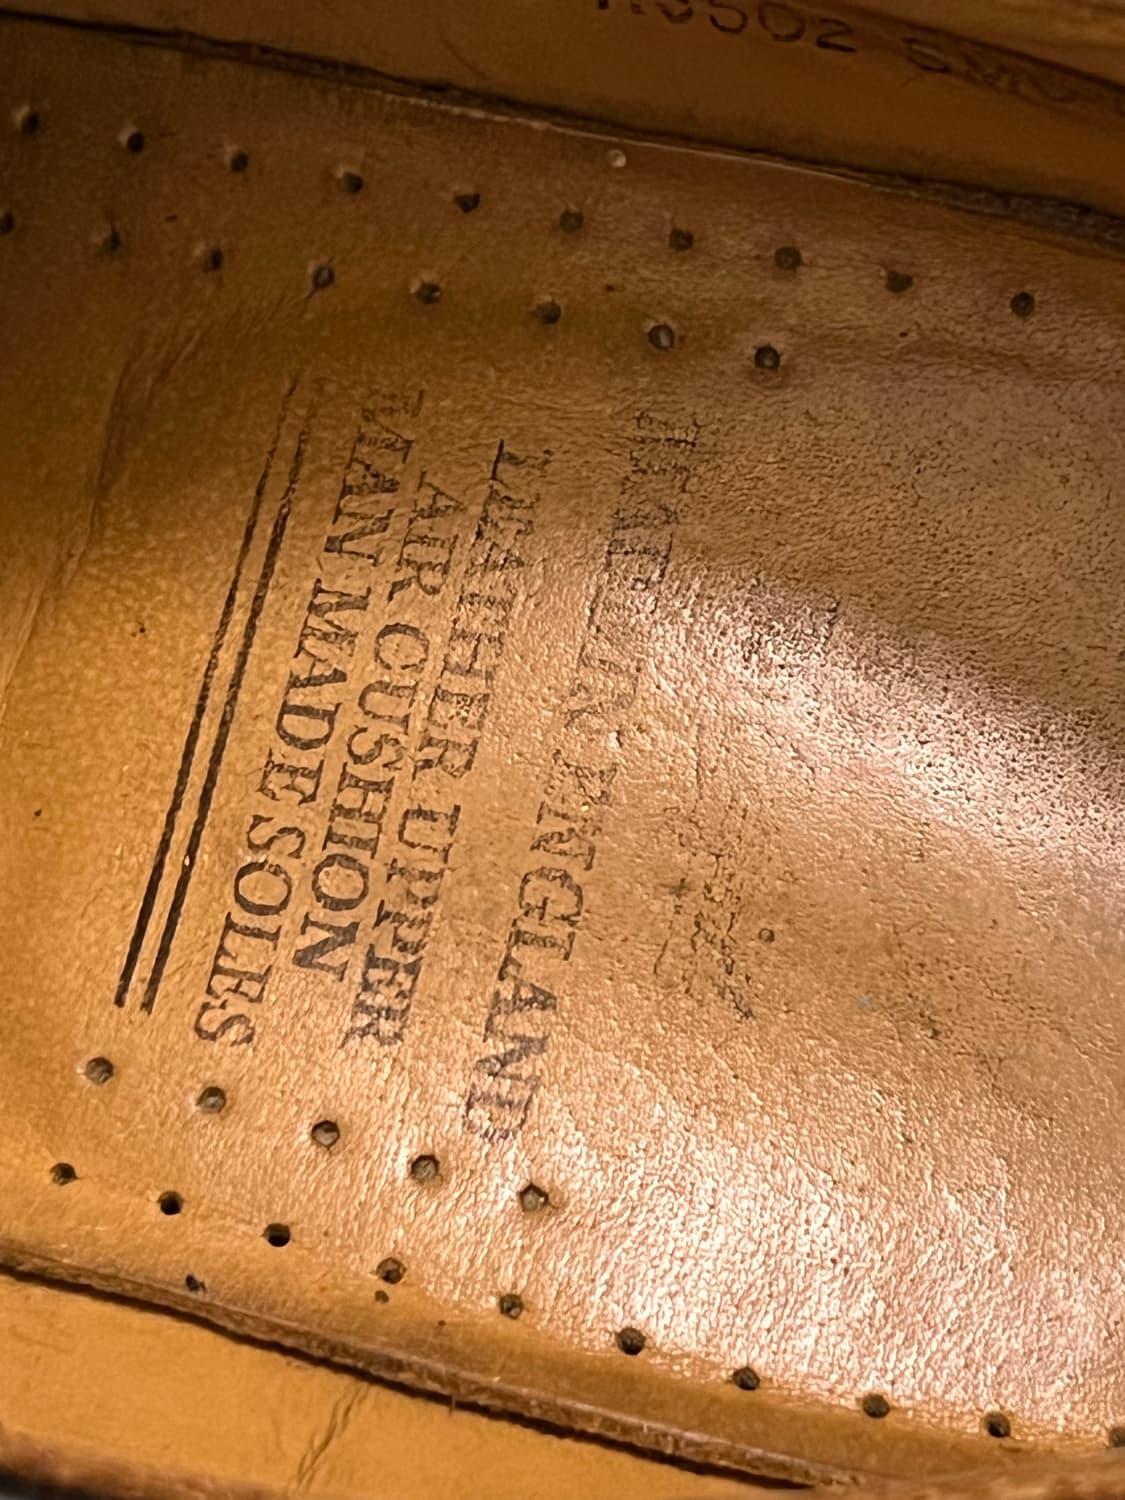 MADE IN ENGLAND
LEATHER UPPER
AIR CUSHION
MAN MADE SOLES